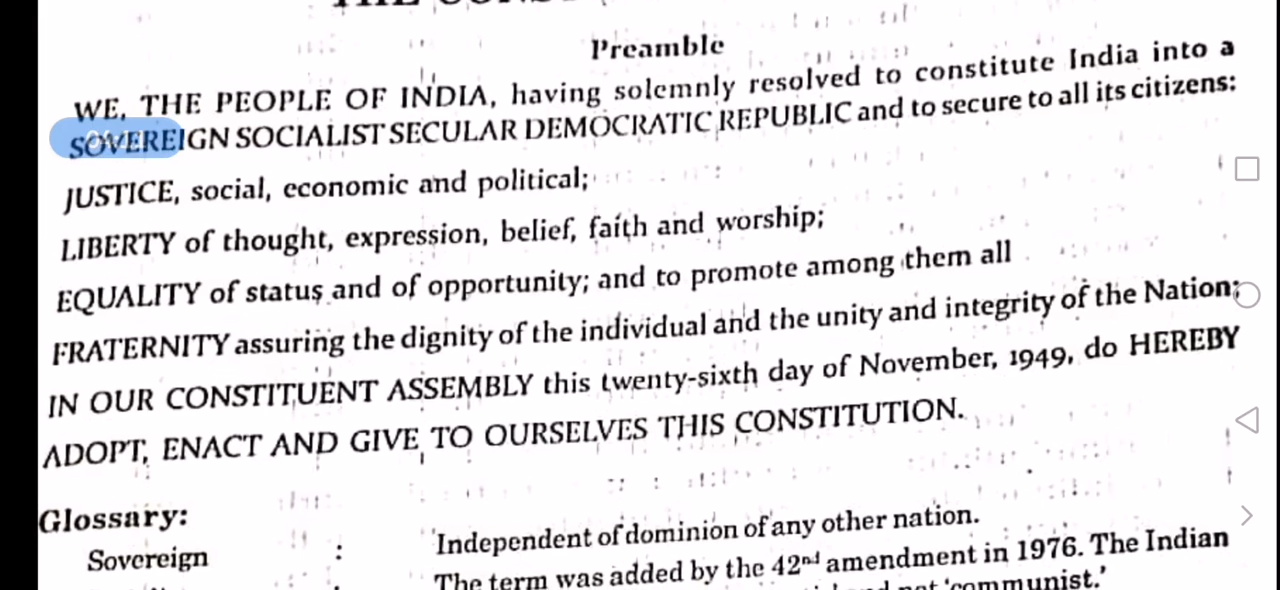 Preamble
WE, THE PEOPLE OF INDIA, having solemnly resolved to constitute India into a
SOVEREIGN SOCIALIST SECULAR DEMOCRATIC REPUBLIC and to secure to all its citizens:
JUSTICE, social, economic and political;
LIBERTY of thought, expression, belief, faith and worship;
EQUALITY of status and of opportunity; and to promote among them all
FRATERNITY assuring the dignity of the individual and the unity and integrity of the Nation;
IN OUR CONSTITUENT ASSEMBLY this twenty-sixth day of November, 1949, do HEREBY
ADOPT, ENACT AND GIVE TO OURSELVES THIS CONSTITUTION.
Glossary:
Sovereign : Independent of dominion of any other nation.
The term was added by the 42nd amendment in 1976. The Indian
not 'communist.'